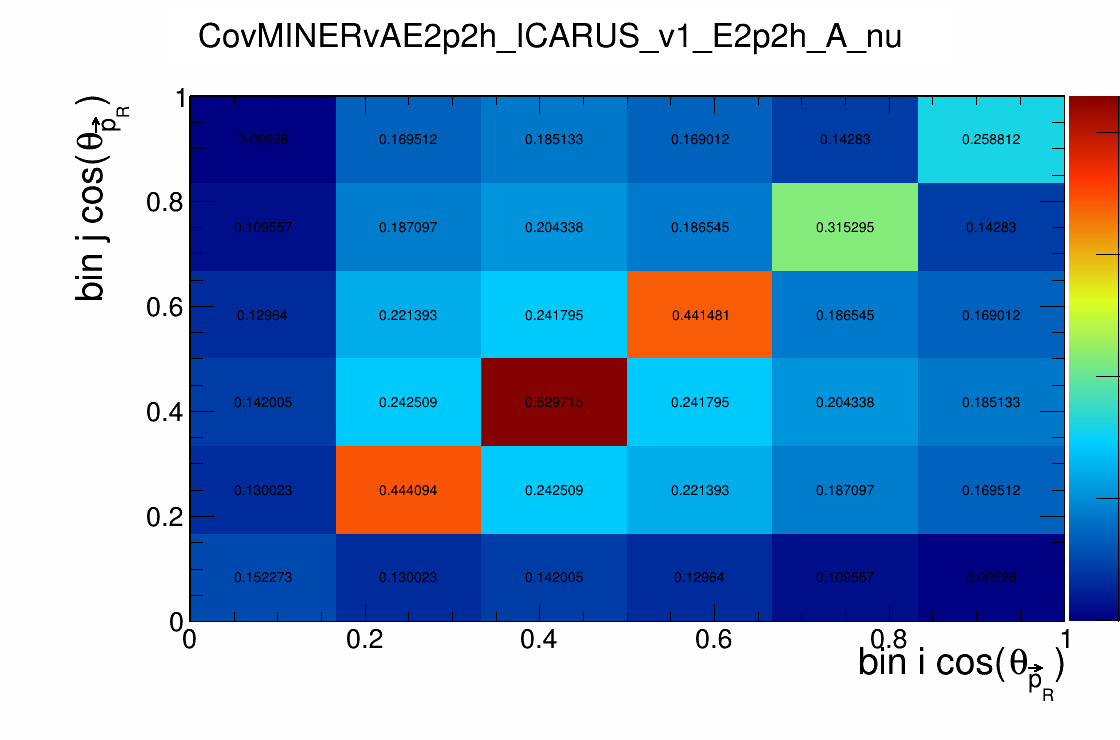 CovMINERvAE2p2h_ICARUS_v1_E2p2h_A_nu
bin j cos(θ_p⃗_R)
1
0.8
0.6
0.4
0.2
0
0.09926 0.169512 0.185133 0.169012 0.14283 0.258812
0.109557 0.187097 0.204338 0.186545 0.315295 0.14283
0.12964 0.221393 0.241795 0.441481 0.186545 0.169012
0.142005 0.242509 0.529715 0.241795 0.204338 0.185133
0.130023 0.444094 0.242509 0.221393 0.187097 0.169512
0.152273 0.130023 0.142005 0.12964 0.109557 0.09926
0 0.2 0.4 0.6 0.8 1
bin i cos(θ_p⃗_R)